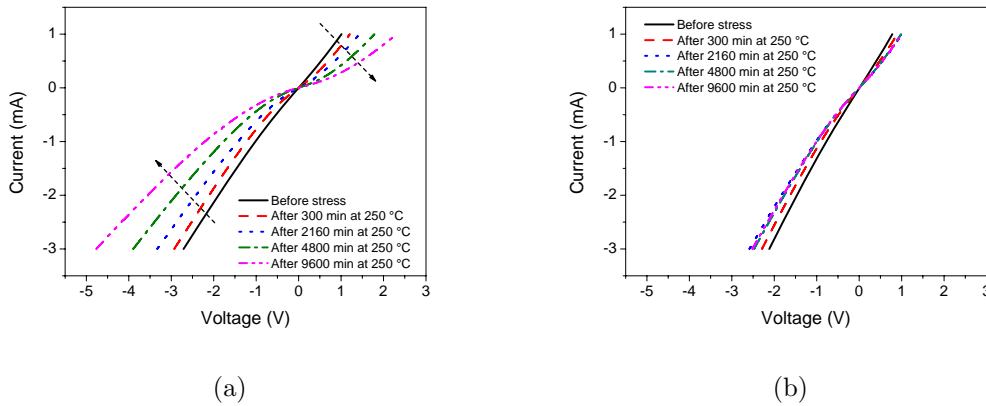 1
0
-1
-2
-3
Current (mA)
Before stress
After 300 min at 250 °C
After 2160 min at 250 °C
After 4800 min at 250 °C
After 9600 min at 250 °C
-5 -4 -3 -2 -1 0 1 2 3
Voltage (V)
(a)
1
0
-1
-2
-3
Current (mA)
Before stress
After 300 min at 250 °C
After 2160 min at 250 °C
After 4800 min at 250 °C
After 9600 min at 250 °C
-5 -4 -3 -2 -1 0 1 2 3
Voltage (V)
(b)